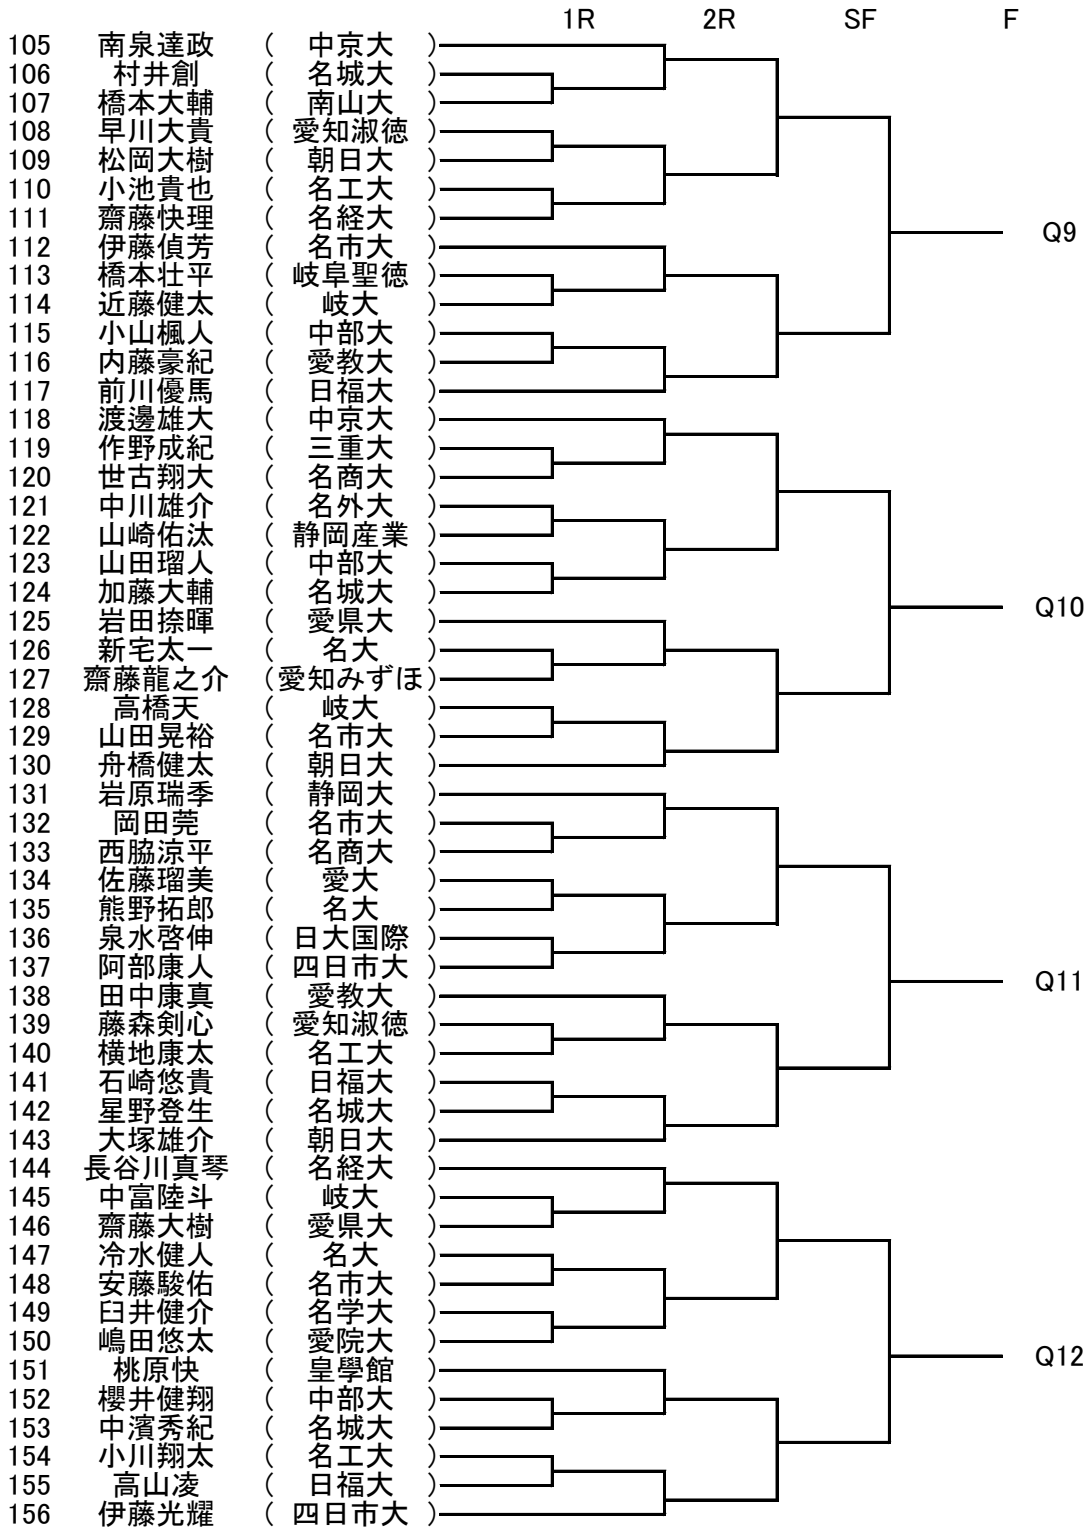 1R 2R SF F
105 南泉達政 ( 中京大 )
106 村井創 ( 名城大 )
107 橋本大輔 ( 南山大 )
108 早川大貴 ( 愛知淑徳 )
109 松岡大樹 ( 朝日大 )
110 小池貴也 ( 名工大 )
111 齋藤快理 ( 名経大 )
112 伊藤偵芳 ( 名市大 )
Q9
113 橋本壮平 ( 岐阜聖徳 )
114 近藤健太 ( 岐大 )
115 小山楓人 ( 中部大 )
116 内藤豪紀 ( 愛教大 )
117 前川優馬 ( 日福大 )
118 渡邊雄大 ( 中京大 )
119 作野成紀 ( 三重大 )
120 世古翔大 ( 名商大 )
121 中川雄介 ( 名外大 )
122 山崎佑汰 ( 静岡産業 )
123 山田瑠人 ( 中部大 )
124 加藤大輔 ( 名城大 )
Q10
125 岩田捺暉 ( 愛県大 )
126 新宅太一 ( 名大 )
127 齋藤龍之介 ( 愛知みずほ )
128 高橋天 ( 岐大 )
129 山田晃裕 ( 名市大 )
130 舟橋健太 ( 朝日大 )
131 岩原瑞季 ( 静岡大 )
132 岡田莞 ( 名市大 )
133 西脇涼平 ( 名商大 )
134 佐藤瑠美 ( 愛大 )
135 熊野拓郎 ( 名大 )
136 泉水啓伸 ( 日大国際 )
137 阿部康人 ( 四日市大 )
Q11
138 田中康真 ( 愛教大 )
139 藤森剣心 ( 愛知淑徳 )
140 横地康太 ( 名工大 )
141 石崎悠貴 ( 日福大 )
142 星野登生 ( 名城大 )
143 大塚雄介 ( 朝日大 )
144 長谷川真琴 ( 名経大 )
145 中富陸斗 ( 岐大 )
146 齋藤大樹 ( 愛県大 )
147 冷水健人 ( 名大 )
148 安藤駿佑 ( 名市大 )
149 臼井健介 ( 名学大 )
150 嶋田悠太 ( 愛院大 )
Q12
151 桃原快 ( 皇學館 )
152 櫻井健翔 ( 中部大 )
153 中濱秀紀 ( 名城大 )
154 小川翔太 ( 名工大 )
155 高山凌 ( 日福大 )
156 伊藤光耀 ( 四日市大 )